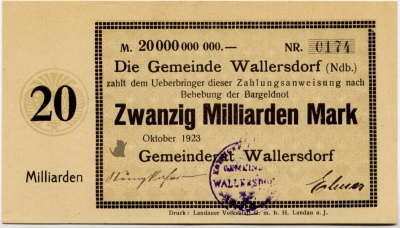 M. 20 000 000 000.— NR. 0174
Die Gemeinde Wallersdorf (Ndb.)
zahlt dem Ueberbringer dieser Zahlungsanweisung nach
Behebung der Bargeldnot
20
Zwanzig Milliarden Mark
Oktober 1923
Gemeinderat Wallersdorf
Milliarden
GEMEINDE
WALLERSDORF
Druck: Landauer Volksblatt G. m. b. H. Landau a. J.